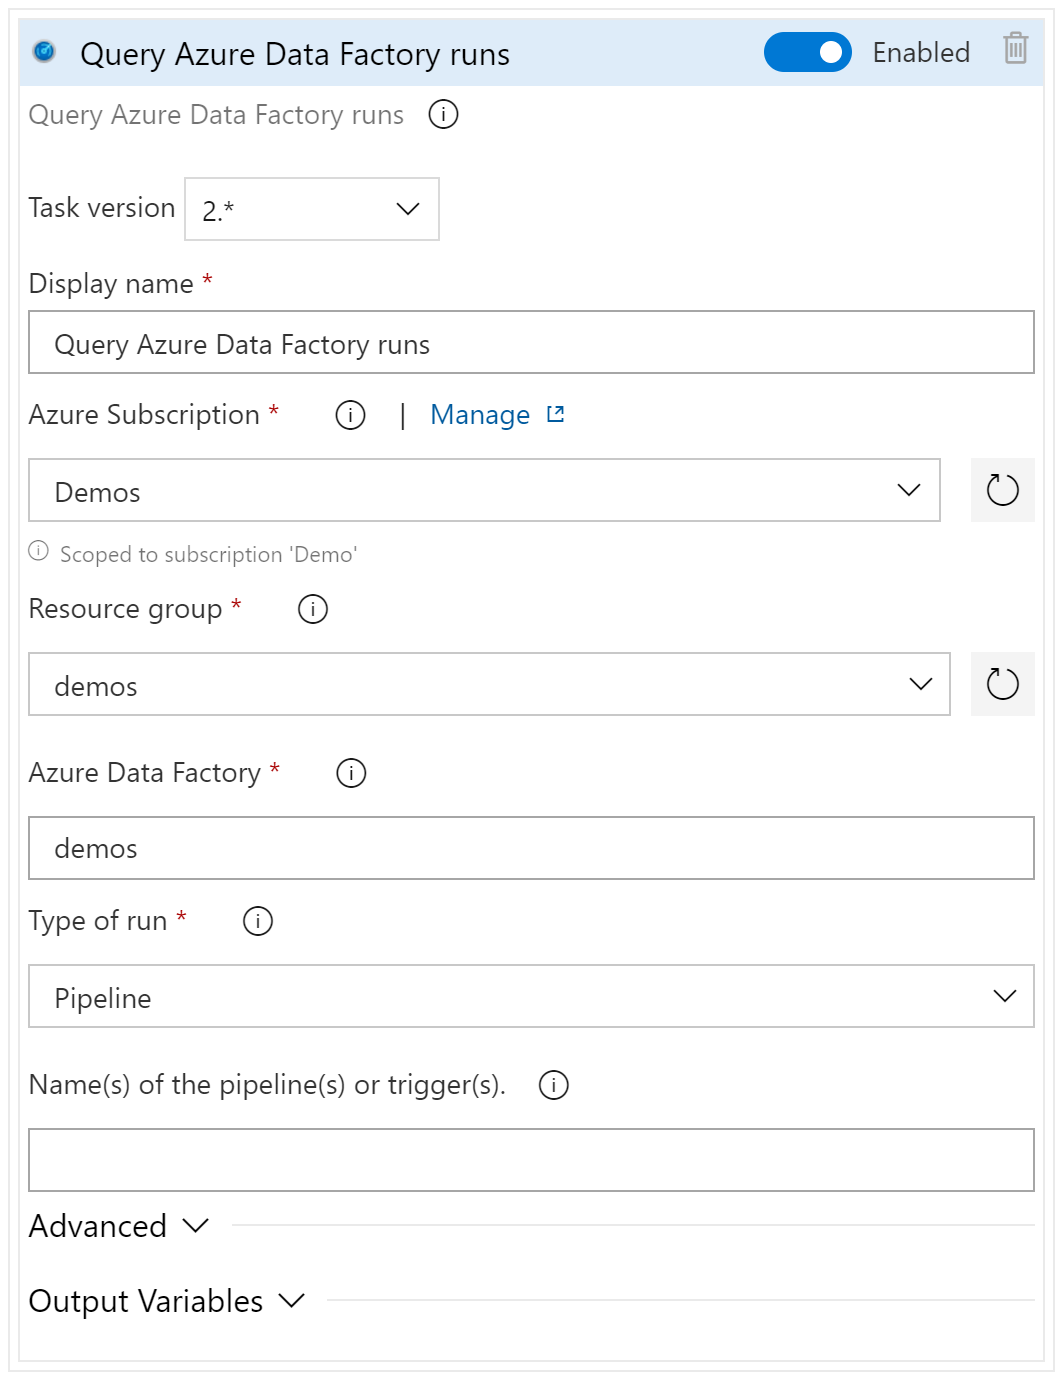 Query Azure Data Factory runs Enabled
Query Azure Data Factory runs
Task version 2.*
Display name *
Query Azure Data Factory runs
Azure Subscription * | Manage
Demos
Scoped to subscription 'Demo'
Resource group *
demos
Azure Data Factory *
demos
Type of run *
Pipeline
Name(s) of the pipeline(s) or trigger(s).
Advanced
Output Variables